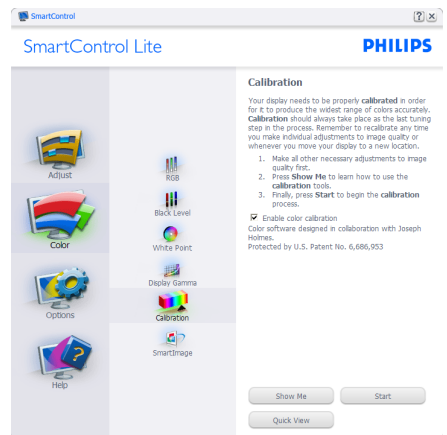 SmartControl
SmartControl Lite
PHILIPS
Adjust
Color
Options
Help
RGB
Black Level
White Point
Display Gamma
Calibration
SmartImage
Calibration
Your display needs to be properly calibrated in order
for it to produce the widest range of colors accurately.
Calibration should always take place as the last tuning
step in the process. Remember to recalibrate any time
you make individual adjustments to image quality or
whenever you move your display to a new location.
1. Make all other necessary adjustments to image
quality first.
2. Press Show Me to learn how to use the
calibration tools.
3. Finally, press Start to begin the calibration
process.
Enable color calibration
Color software designed in collaboration with Joseph
Holmes.
Protected by U.S. Patent No. 6,686,953
Show Me
Start
Quick View